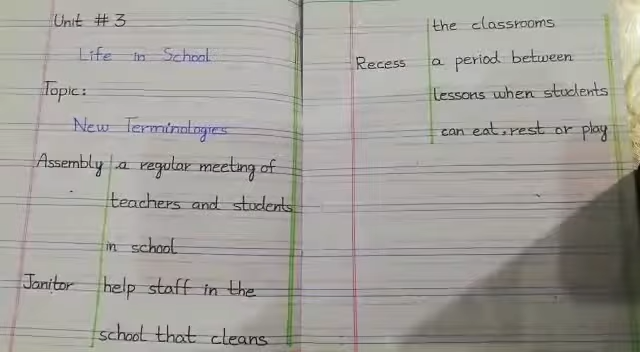 Unit # 3
Life in School
Topic:
New Terminologies
Assembly a regular meeting of
teachers and students
in school
Janitor help staff in the
school that cleans
the classrooms
Recess a period between
lessons when students
can eat, rest or play